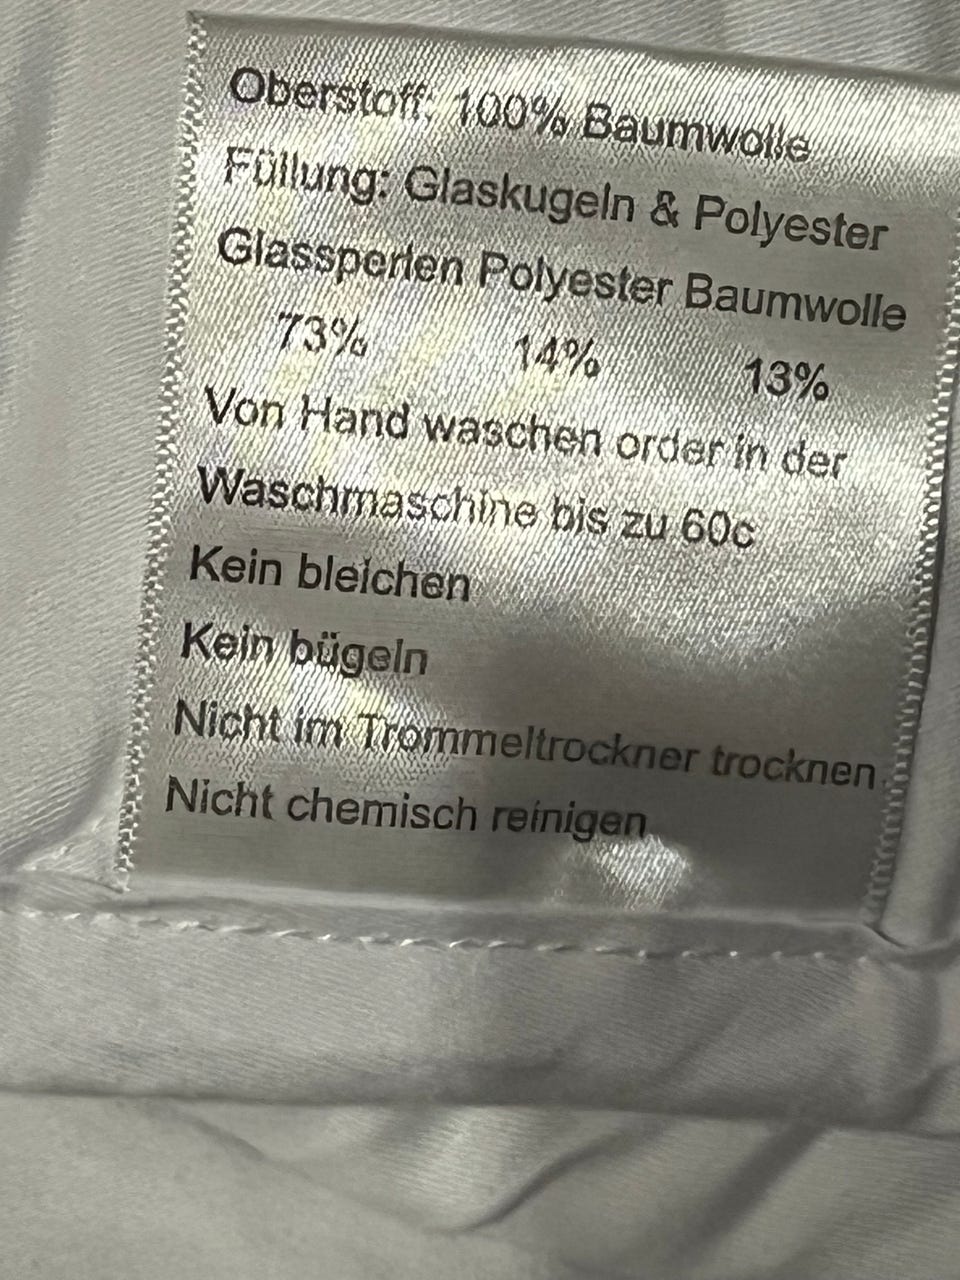 Oberstoff: 100% Baumwolle
Füllung: Glaskugeln & Polyester
Glassperlen Polyester Baumwolle
73% 14% 13%
Von Hand waschen order in der
Waschmaschine bis zu 60c
Kein bleichen
Kein bügeln
Nicht im Trommeltrockner trocknen.
Nicht chemisch reinigen